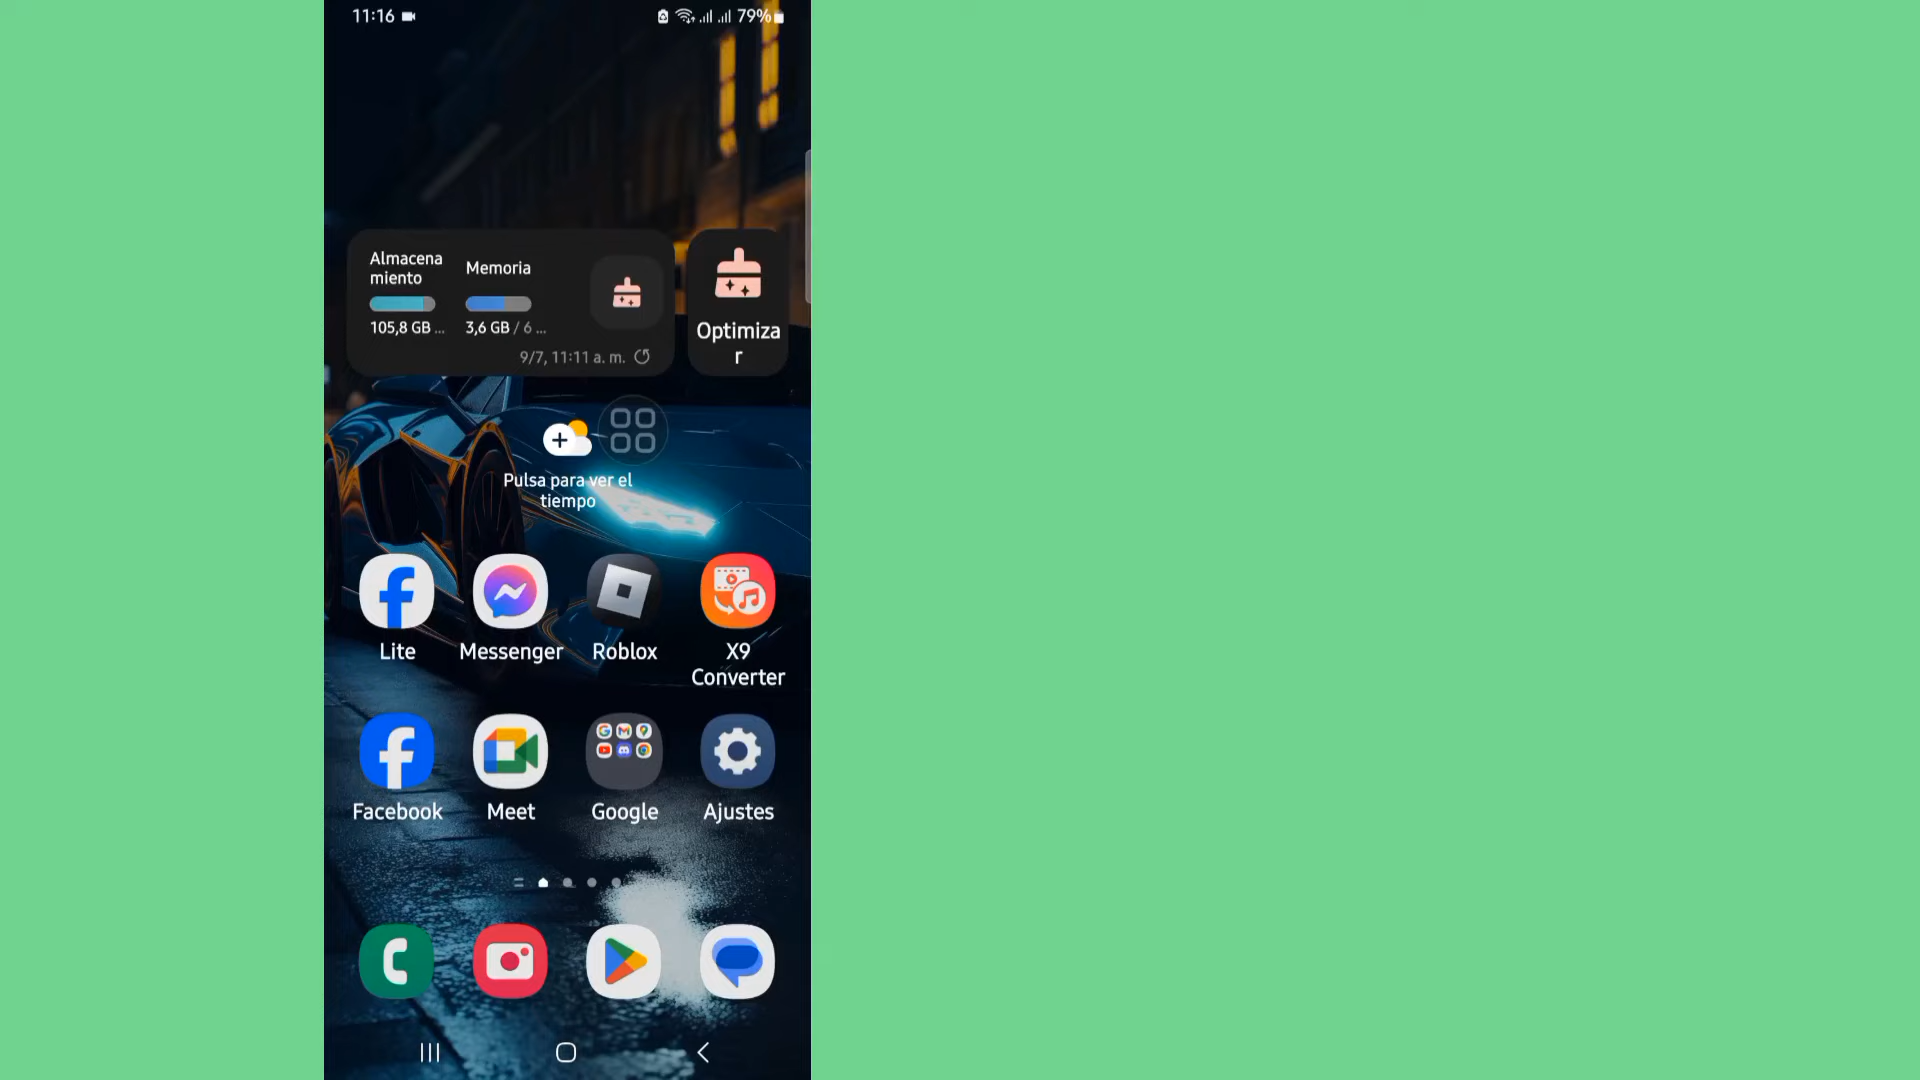 11:16
79%
Almacena
miento
Memoria
105,8 GB ...
3,6 GB / 6 ...
9/7, 11:11 a. m.
Optimiza
r
Pulsa para ver el
tiempo
Lite
Messenger
Roblox
X9
Converter
Facebook
Meet
Google
Ajustes